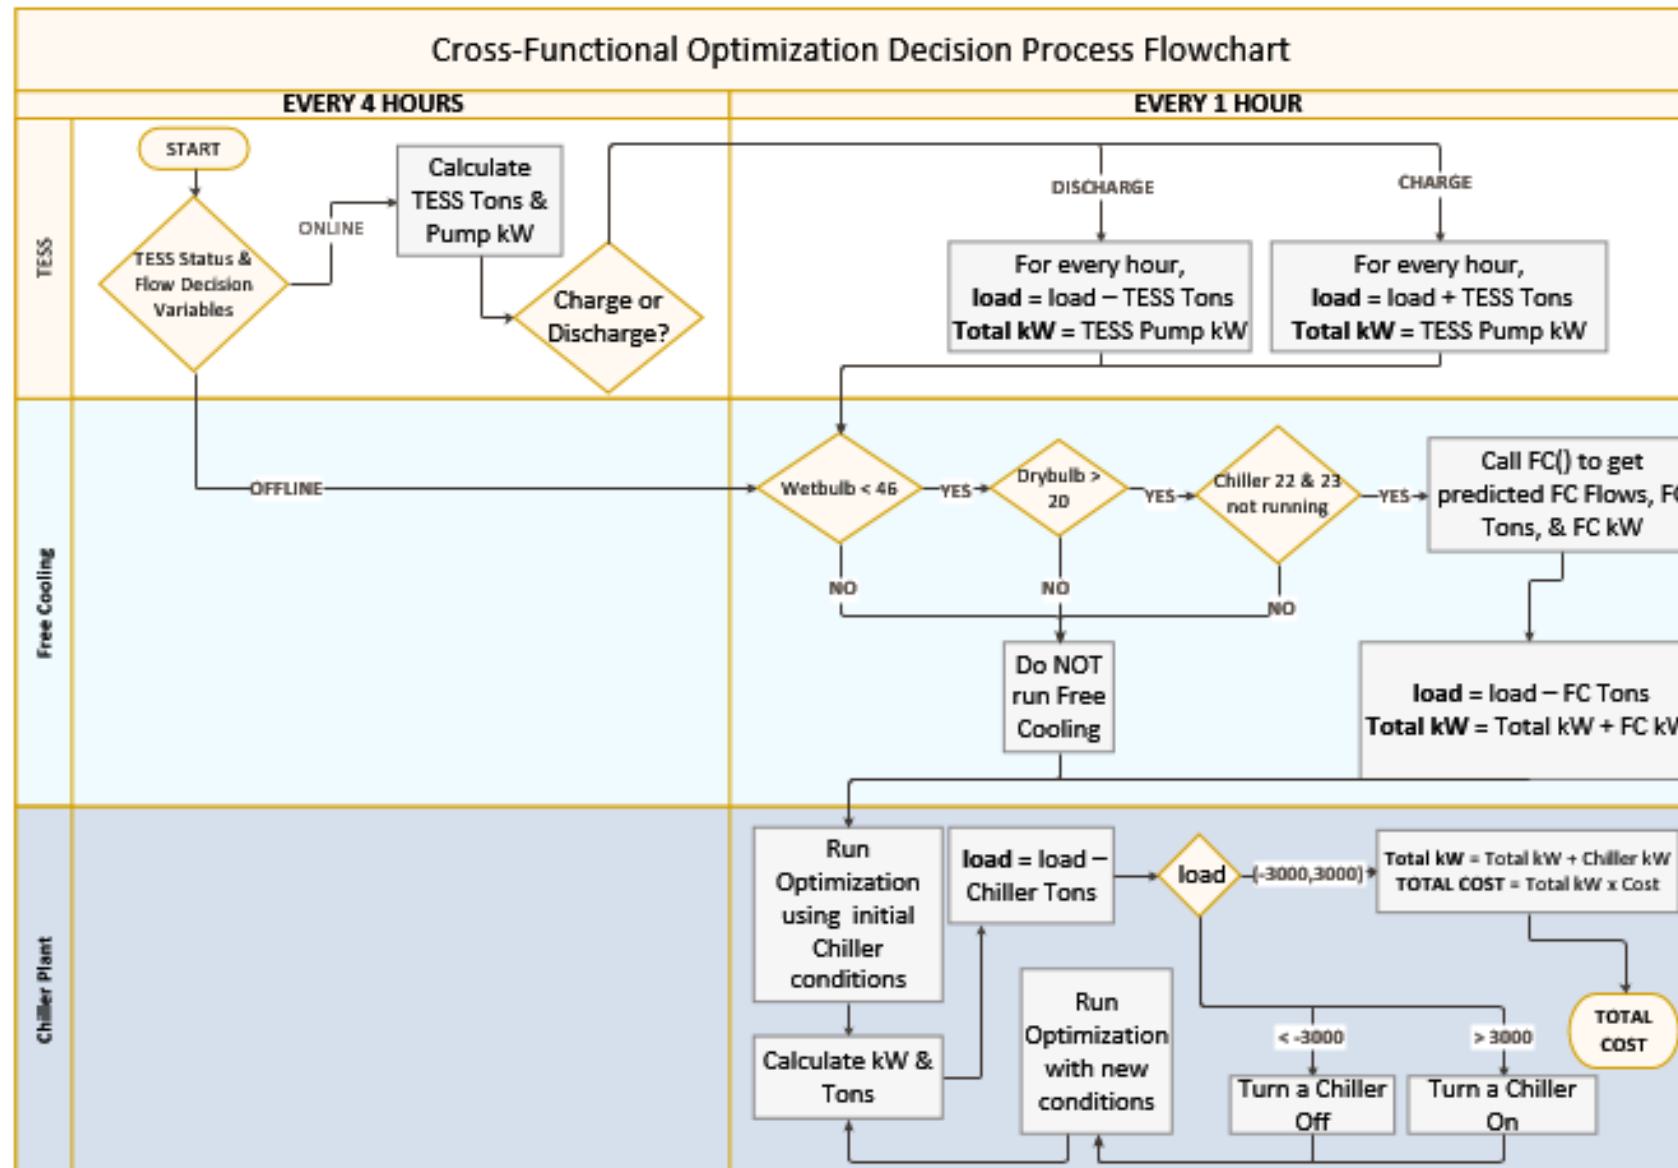 Cross-Functional Optimization Decision Process Flowchart
EVERY 4 HOURS
EVERY 1 HOUR
TESS
START
TESS Status &
Flow Decision
Variables
ONLINE
Calculate
TESS Tons &
Pump kW
Charge or
Discharge?
DISCHARGE
CHARGE
For every hour,
load = load – TESS Tons
Total kW = TESS Pump kW
For every hour,
load = load + TESS Tons
Total kW = TESS Pump kW
Free Cooling
OFFLINE
Wetbulb < 46
YES
Drybulb >
20
YES
Chiller 22 & 23
not running
YES
Call FC() to get
predicted FC Flows, FC
Tons, & FC kW
NO
NO
NO
Do NOT
run Free
Cooling
load = load – FC Tons
Total kW = Total kW + FC kW
Chiller Plant
Run
Optimization
using initial
Chiller
conditions
Calculate kW &
Tons
load = load –
Chiller Tons
load
(-3000,3000)
Total kW = Total kW + Chiller kW
TOTAL COST = Total kW x Cost
Run
Optimization
with new
conditions
< -3000
> 3000
Turn a Chiller
Off
Turn a Chiller
On
TOTAL
COST